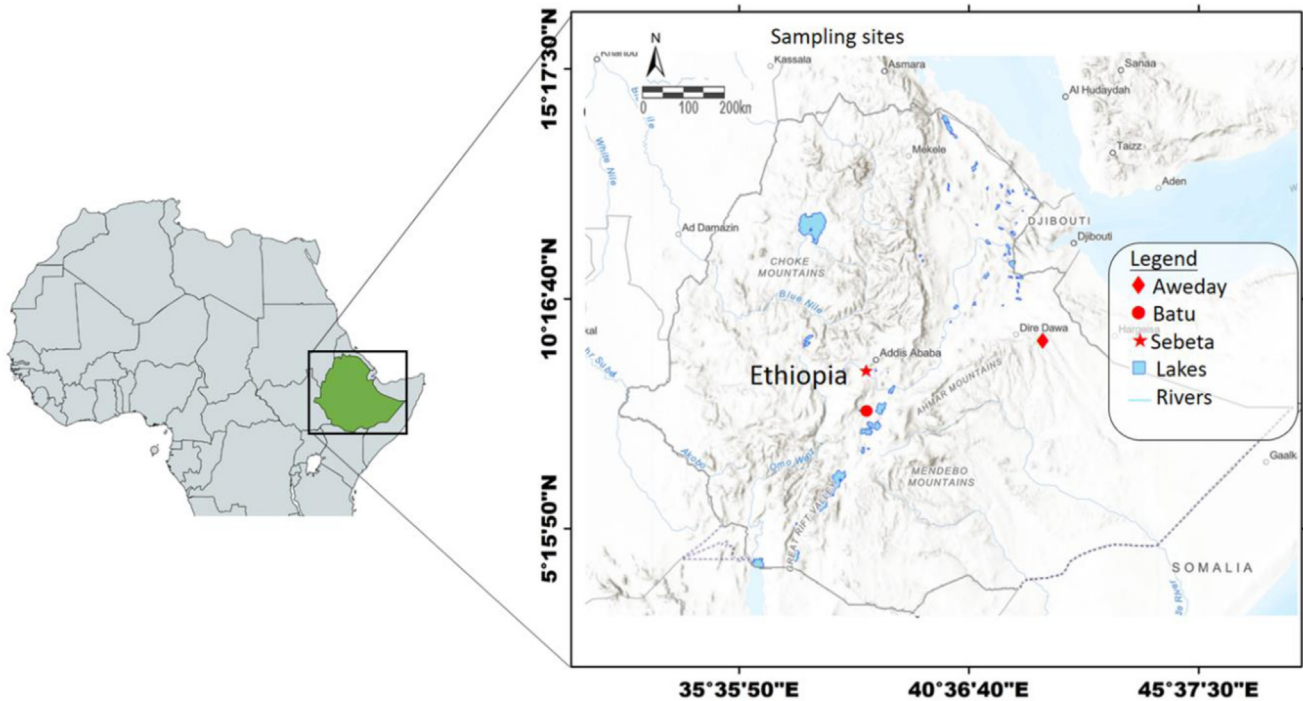 Sampling sites
N
0 100 200kn
Kassala
Asmara
Sanaa
Al Hudaydah
White Nile
Mekele
Taizz
Aden
Ad Damazin
DJIBOUTI
Djibouti
CHOKE
MOUNTAINS
Blue Nile
Dire Dawa
Hargeisa
Addis Ababa
Ethiopia
AHMAR MOUNTAINS
Legend
Aweday
Batu
Sebeta
Lakes
Rivers
Akobo
Omo Wenz
MENDEBO
MOUNTAINS
GREAT RIFT VALLEY
Gaalk
SOMALIA
15°17'30"N
10°16'40"N
5°15'50"N
35°35'50"E
40°36'40"E
45°37'30"E